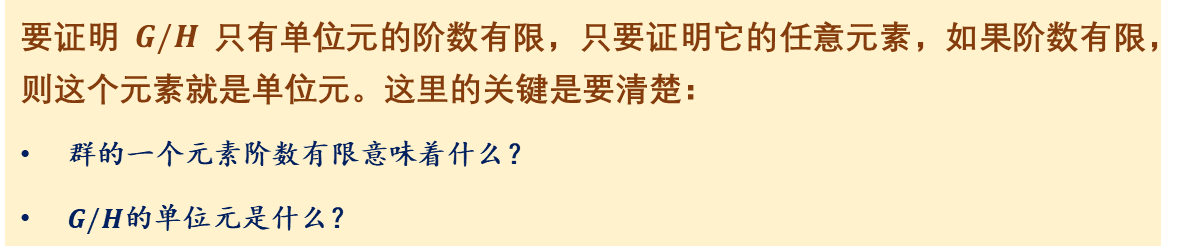 要证明 G/H 只有单位元的阶数有限，只要证明它的任意元素，如果阶数有限，
则这个元素就是单位元。这里的关键是要清楚：
• 群的一个元素阶数有限意味着什么？
• G/H的单位元是什么？